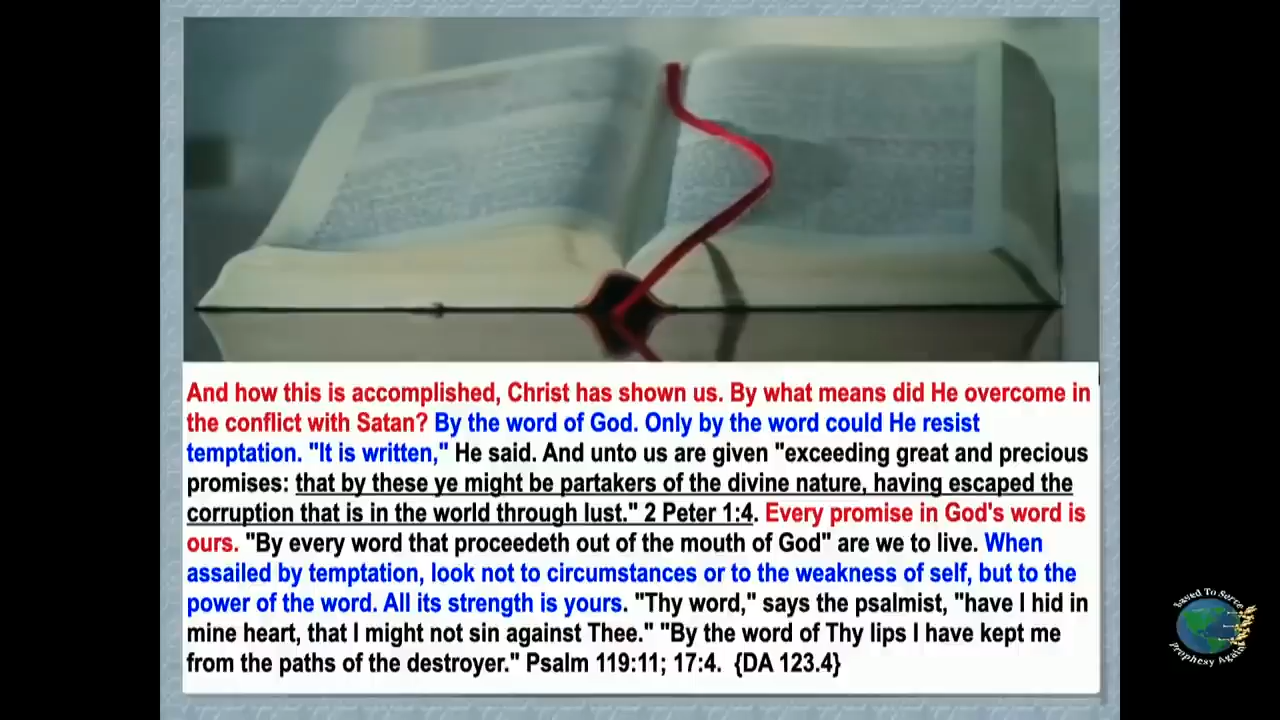 And how this is accomplished, Christ has shown us. By what means did He overcome in
the conflict with Satan? By the word of God. Only by the word could He resist
temptation. "It is written," He said. And unto us are given "exceeding great and precious
promises: that by these ye might be partakers of the divine nature, having escaped the
corruption that is in the world through lust." 2 Peter 1:4. Every promise in God's word is
ours. "By every word that proceedeth out of the mouth of God" are we to live. When
assailed by temptation, look not to circumstances or to the weakness of self, but to the
power of the word. All its strength is yours. "Thy word," says the psalmist, "have I hid in
mine heart, that I might not sin against Thee." "By the word of Thy lips I have kept me
from the paths of the destroyer." Psalm 119:11; 17:4. {DA 123.4}
To Serve
Prophesy Again